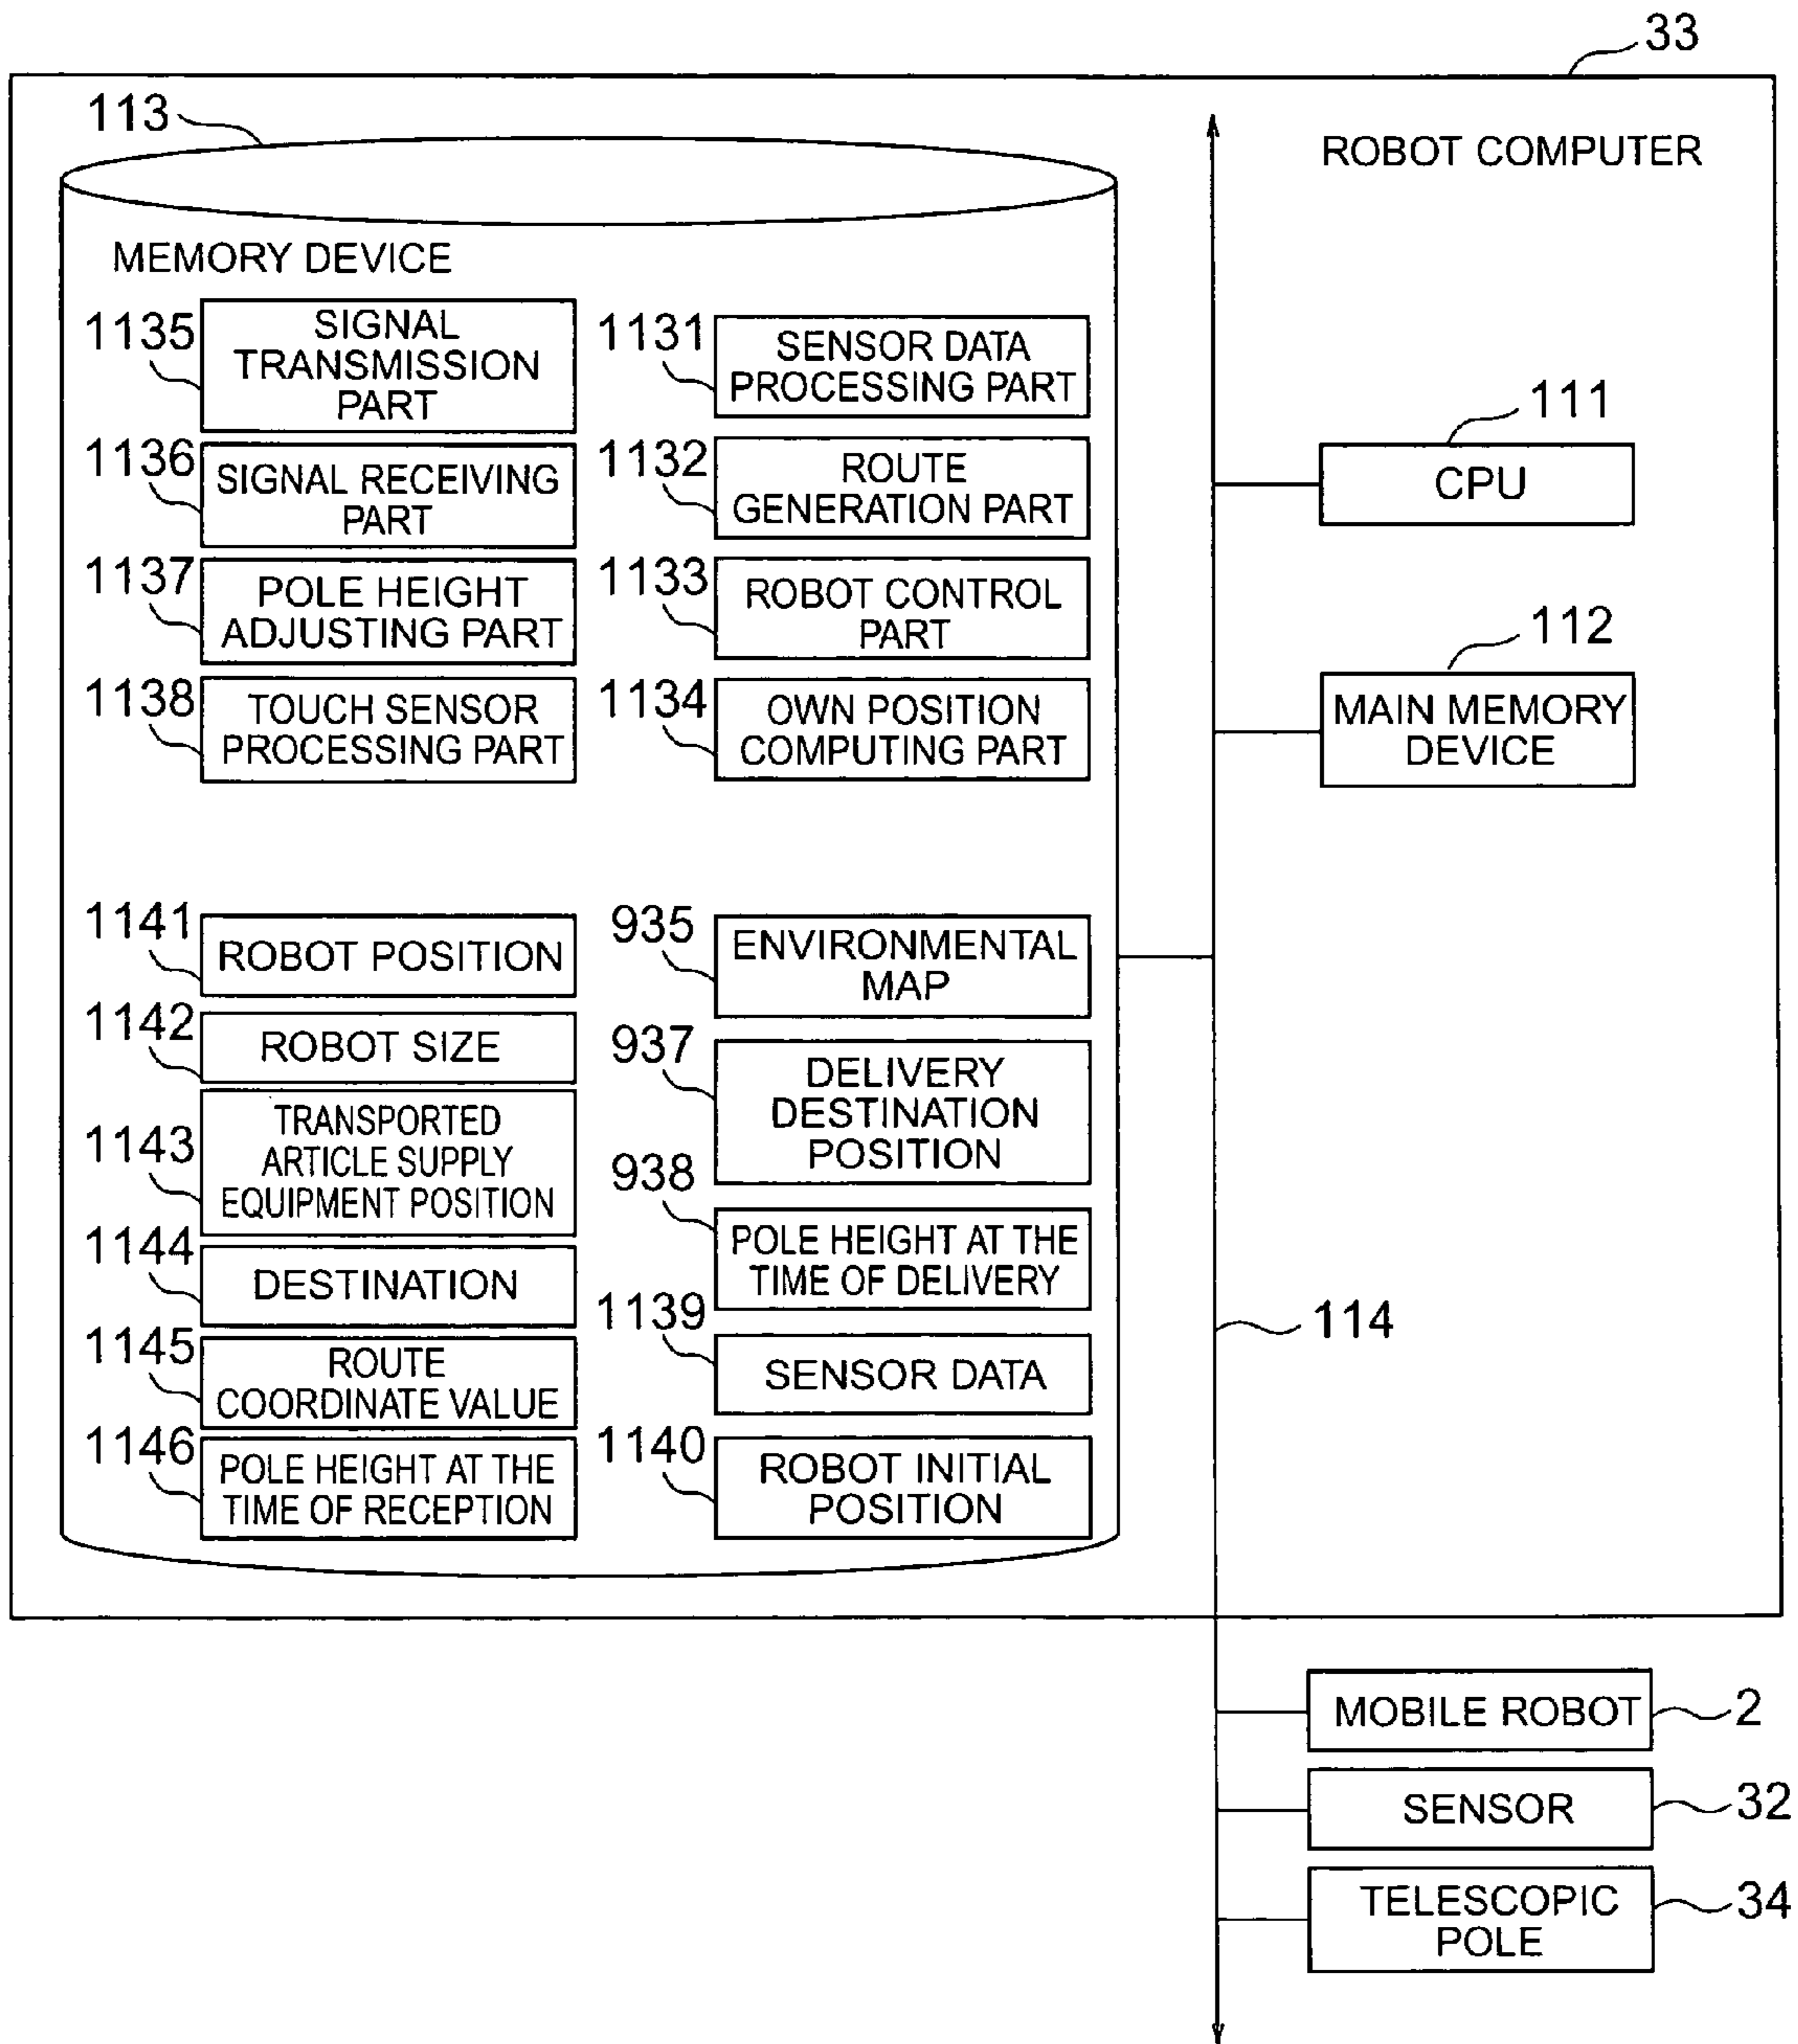 33
113
ROBOT COMPUTER
MEMORY DEVICE
1135
SIGNAL
TRANSMISSION
PART
1131
SENSOR DATA
PROCESSING PART
111
CPU
1136
SIGNAL RECEIVING
PART
1132
ROUTE
GENERATION PART
1137
POLE HEIGHT
ADJUSTING PART
1133
ROBOT CONTROL
PART
112
MAIN MEMORY
DEVICE
1138
TOUCH SENSOR
PROCESSING PART
1134
OWN POSITION
COMPUTING PART
1141
ROBOT POSITION
935
ENVIRONMENTAL
MAP
1142
ROBOT SIZE
937
DELIVERY
DESTINATION
POSITION
1143
TRANSPORTED
ARTICLE SUPPLY
EQUIPMENT POSITION
938
POLE HEIGHT AT THE
TIME OF DELIVERY
1144
DESTINATION
1139
SENSOR DATA
114
1145
ROUTE
COORDINATE VALUE
1146
POLE HEIGHT AT THE
TIME OF RECEPTION
1140
ROBOT INITIAL
POSITION
MOBILE ROBOT
2
SENSOR
32
TELESCOPIC
POLE
34